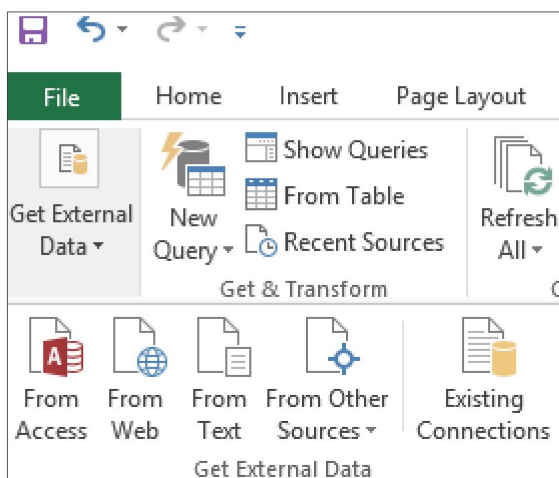 File Home Insert Page Layout
Get External
Data
New
Query
Show Queries
From Table
Recent Sources
Refresh
All
Get & Transform
From
Access
From
Web
From
Text
From Other
Sources
Existing
Connections
Get External Data